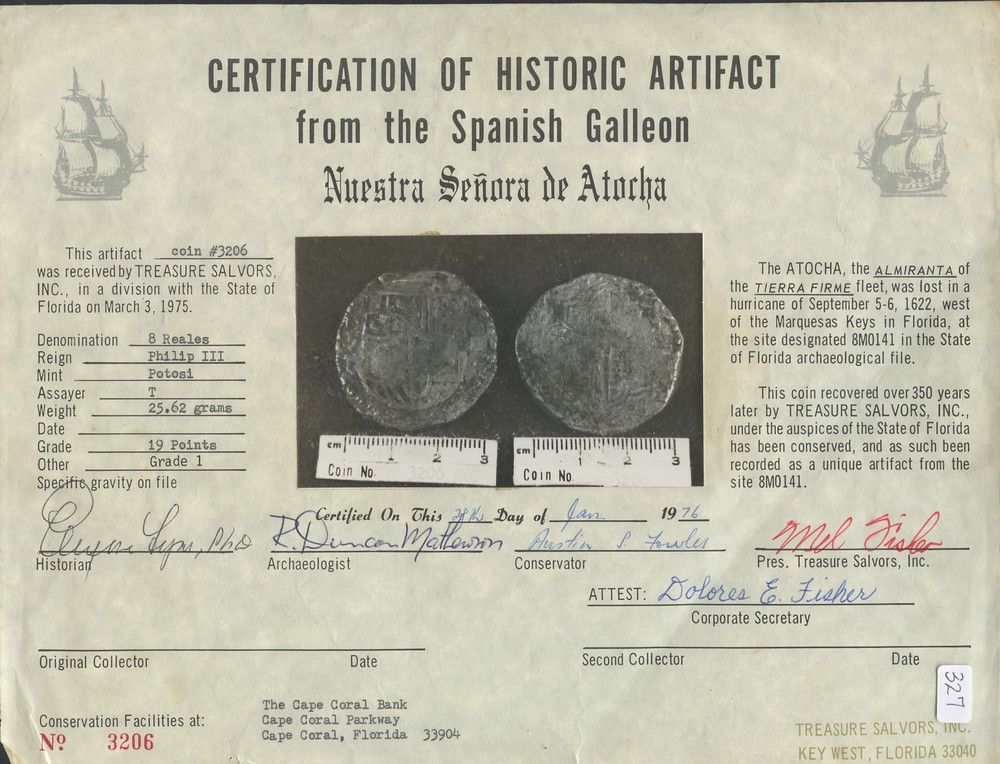 CERTIFICATION OF HISTORIC ARTIFACT
from the Spanish Galleon
Nuestra Señora de Atocha
This artifact coin #3206
was received by TREASURE SALVORS,
INC., in a division with the State of
Florida on March 3, 1975.
Denomination 8 Reales
Reign Philip III
Mint Potosi
Assayer T
Weight 25.62 grams
Date
Grade 19 Points
Other Grade 1
Specific gravity on file
cm 1 2 3
Coin No. 3206
cm 1 2 3
Coin No. 3206
The ATOCHA, the ALMIRANTA of
the TIERRA FIRME fleet, was lost in a
hurricane of September 5-6, 1622, west
of the Marquesas Keys in Florida, at
the site designated 8M0141 in the State
of Florida archaeological file.
This coin recovered over 350 years
later by TREASURE SALVORS, INC.,
under the auspices of the State of Florida
has been conserved, and as such been
recorded as a unique artifact from the
site 8M0141.
Certified On This 28th Day of Jan 1976
Lyon, PhD
Historian
R. Duncan Mathewson
Archaeologist
Austin S. Fowles
Conservator
Mel Fisher
Pres. Treasure Salvors, Inc.
ATTEST: Dolores E. Fisher
Corporate Secretary
Original Collector Date
Second Collector Date
327
Conservation Facilities at:
The Cape Coral Bank
Cape Coral Parkway
Cape Coral, Florida 33904
Nº 3206
TREASURE SALVORS, INC.
KEY WEST, FLORIDA 33040